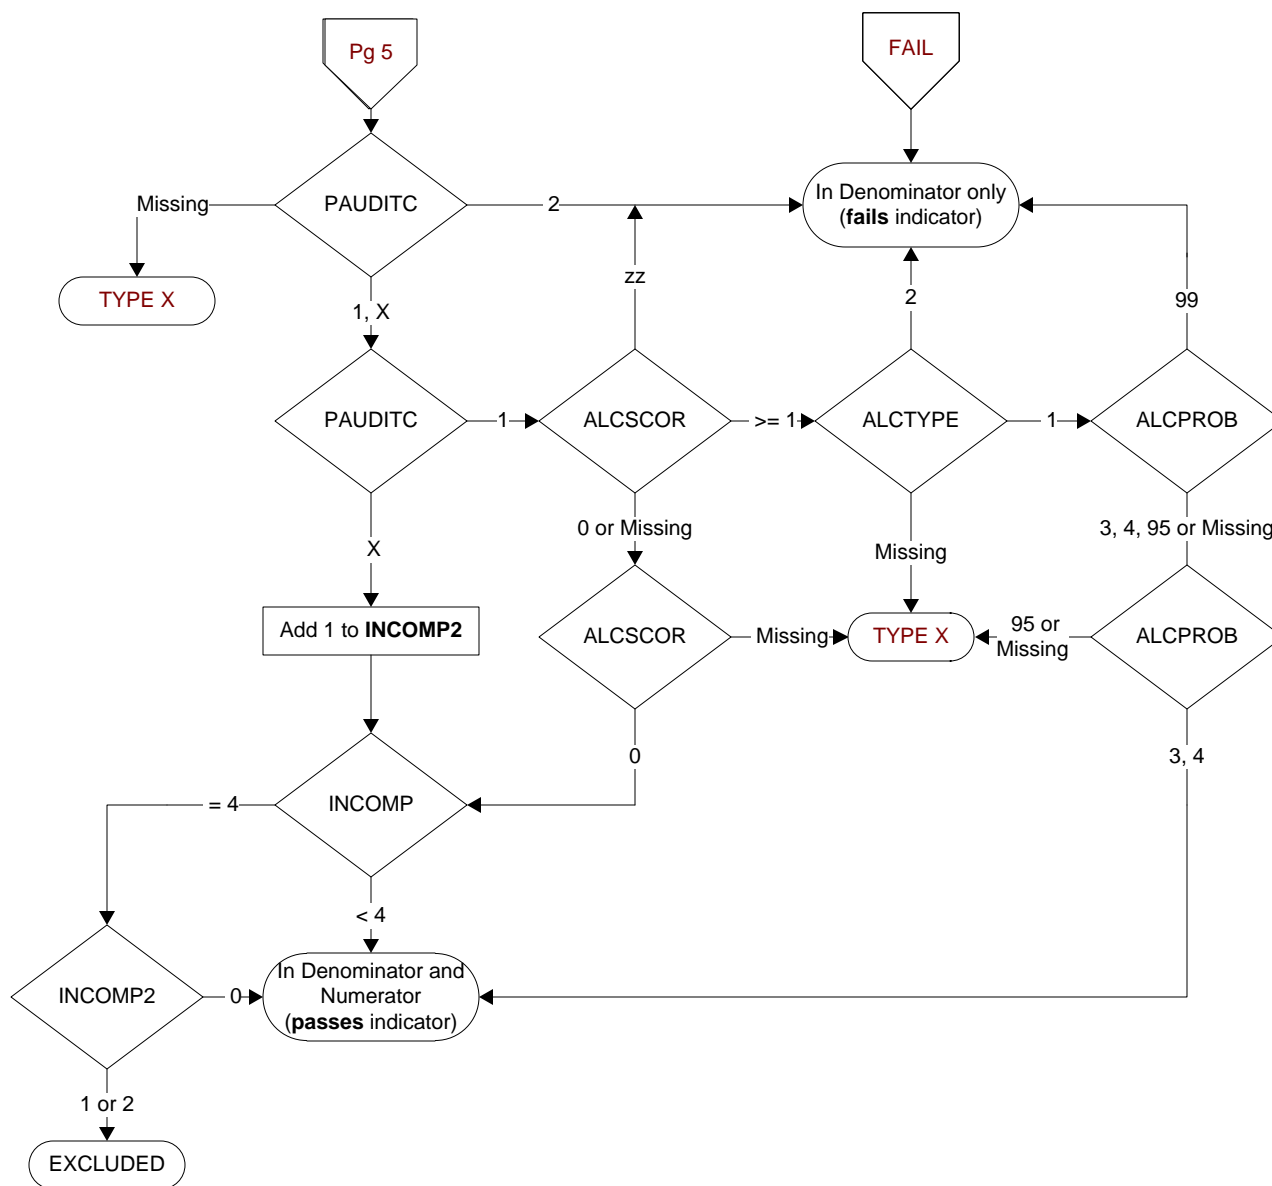 Pg 5
FAIL
PAUDITC
Missing
2
In Denominator only
(fails indicator)
TYPE X
1, X
zz
2
99
PAUDITC
1
ALCSCOR
>= 1
ALCTYPE
1
ALCPROB
X
0 or Missing
Missing
3, 4, 95 or Missing
Add 1 to INCOMP2
ALCSCOR
Missing
TYPE X
95 or
Missing
ALCPROB
0
3, 4
= 4
INCOMP
< 4
INCOMP2
0
In Denominator and
Numerator
(passes indicator)
1 or 2
EXCLUDED